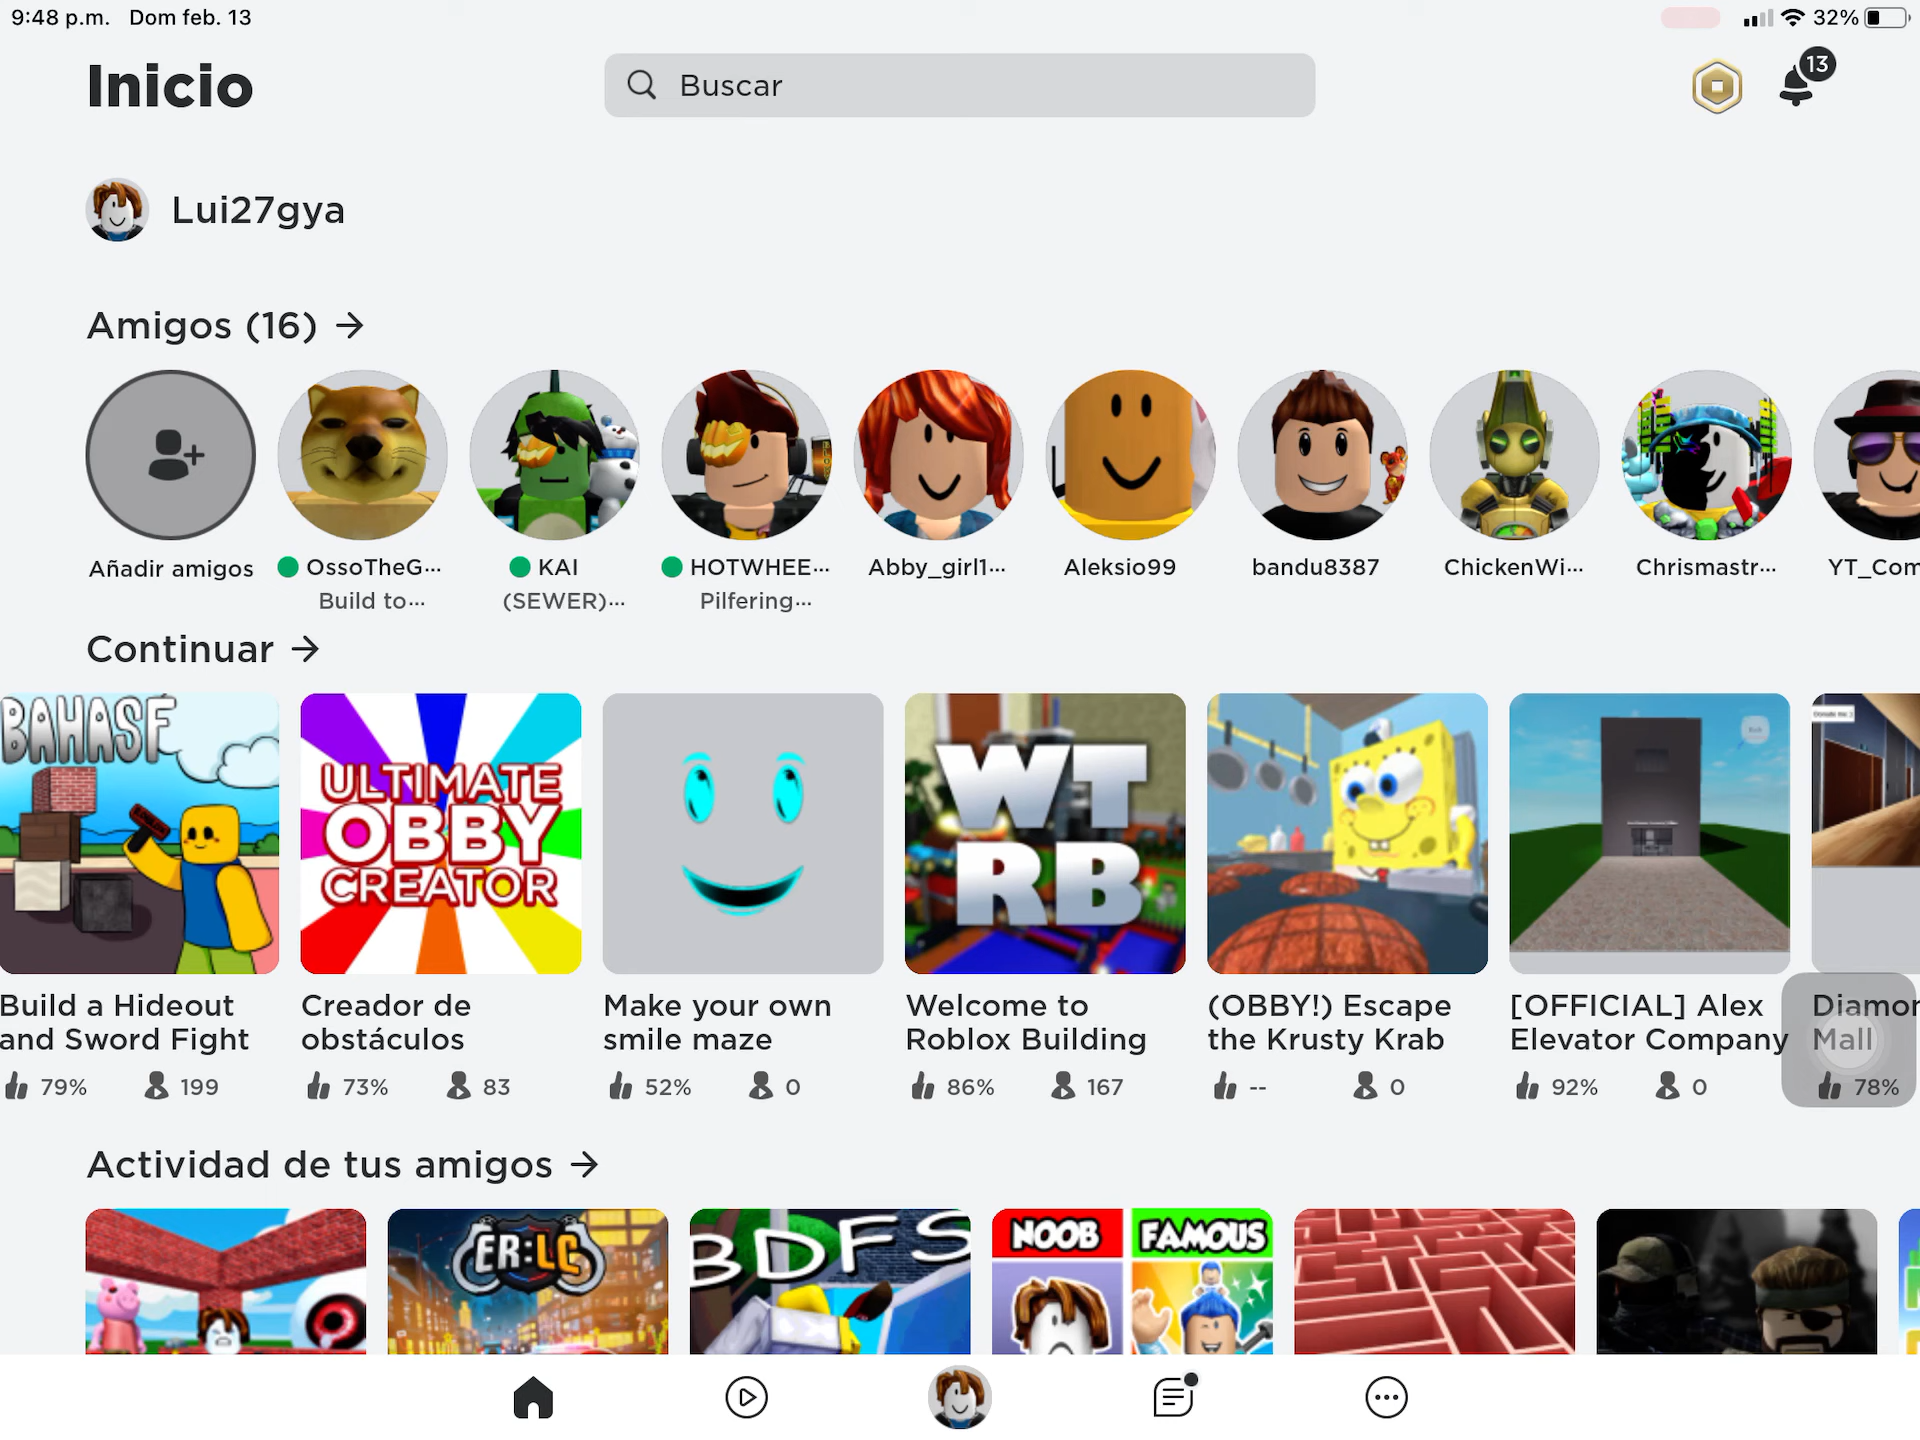 9:48 p.m. Dom feb. 13
32%
Inicio
Buscar
13
Lui27gya
Amigos (16) →
Añadir amigos
OssoTheG...
Build to...
KAI
(SEWER)...
HOTWHEE...
Pilfering...
Abby_girl1...
Aleksio99
bandu8387
ChickenWi...
Chrismastr...
YT_Com
Continuar →
BAHASF
ULTIMATE
OBBY
CREATOR
WT
RB
Build a Hideout
and Sword Fight
79% 199
Creador de
obstáculos
73% 83
Make your own
smile maze
52% 0
Welcome to
Roblox Building
86% 167
(OBBY!) Escape
the Krusty Krab
-- 0
[OFFICIAL] Alex
Elevator Company
92% 0
Diamon
Mall
78%
Actividad de tus amigos →
ER:LC
BDFS
NOOB
FAMOUS